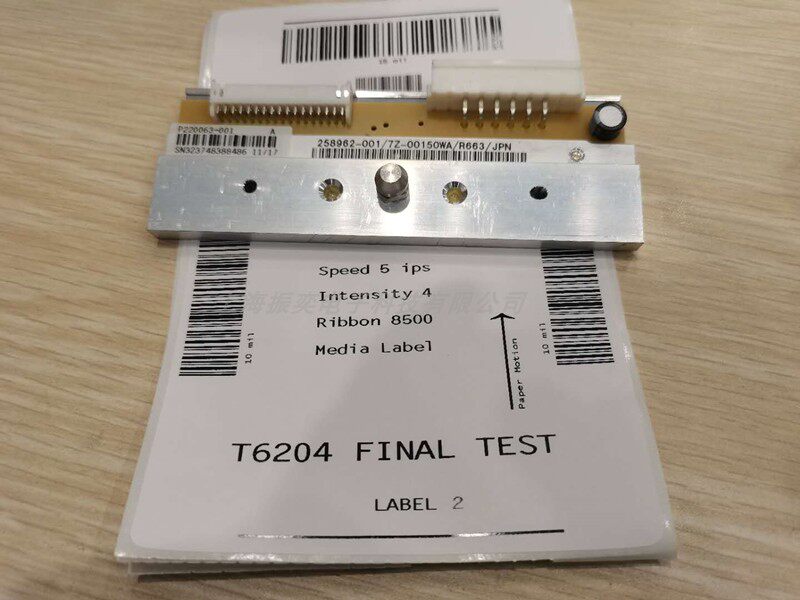 15 mil
P220063-001 A
SN323748388486 11/17
258962-001/7Z-00150WA/R663/JPN
Speed 5 ips
Intensity 4
Ribbon 8500
Media Label
10 mil
Paper Motion
10 mil
T6204 FINAL TEST
LABEL 2